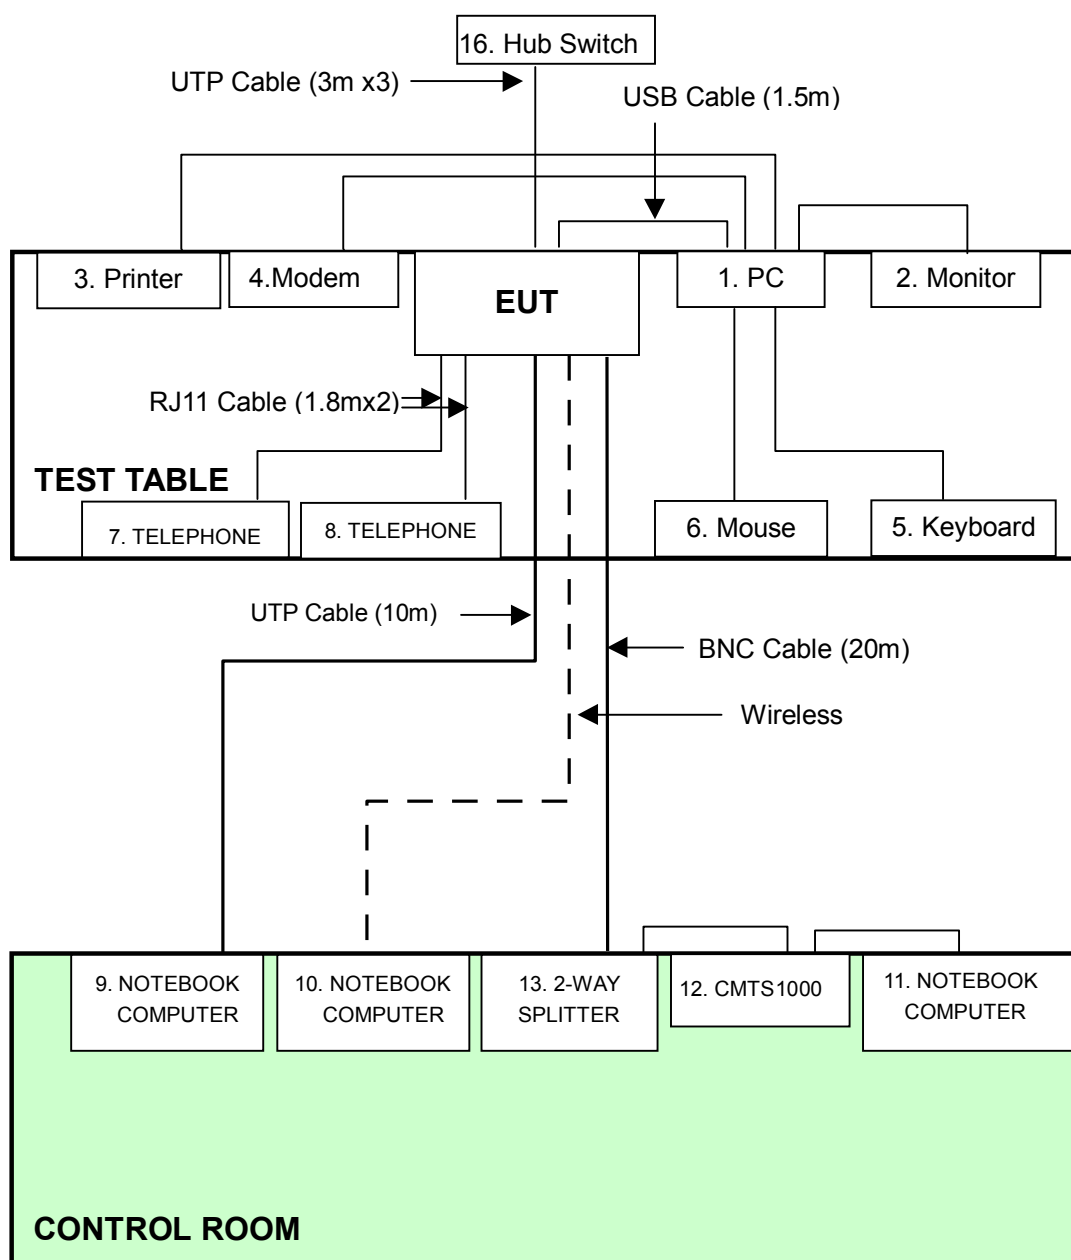 16. Hub Switch
UTP Cable (3m x3)
USB Cable (1.5m)
3. Printer
4.Modem
EUT
1. PC
2. Monitor
RJ11 Cable (1.8mx2)
TEST TABLE
7. TELEPHONE
8. TELEPHONE
6. Mouse
5. Keyboard
UTP Cable (10m)
BNC Cable (20m)
Wireless
9. NOTEBOOK
COMPUTER
10. NOTEBOOK
COMPUTER
13. 2-WAY
SPLITTER
12. CMTS1000
11. NOTEBOOK
COMPUTER
CONTROL ROOM